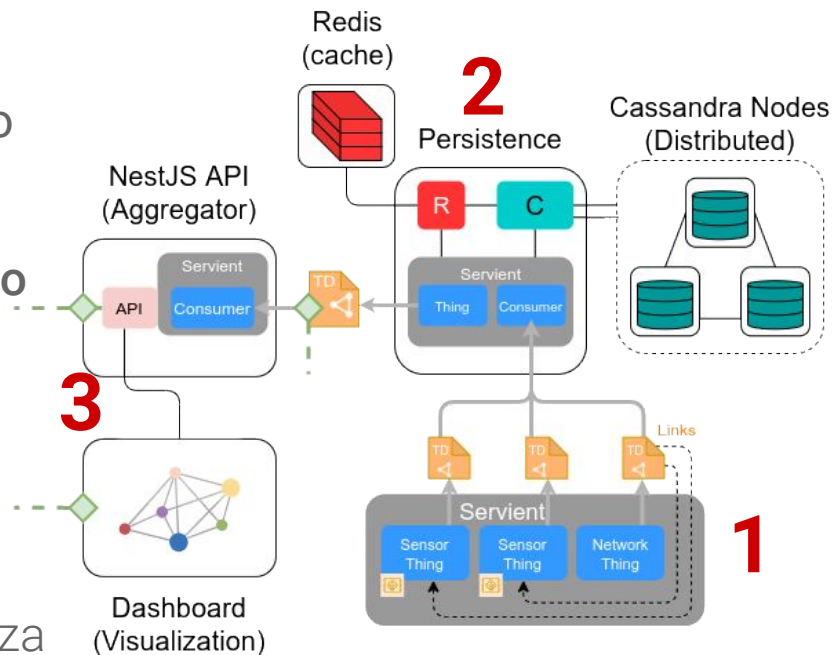 Redis
(cache)
2
Cassandra Nodes
(Distributed)
Persistence
o
NestJS API
(Aggregator)
R
C
Servient
TD
Servient
o
API
Consumer
Thing
Consumer
3
Links
TD
TD
TD
Servient
1
Sensor
Thing
Sensor
Thing
Network
Thing
Dashboard
(Visualization)
za